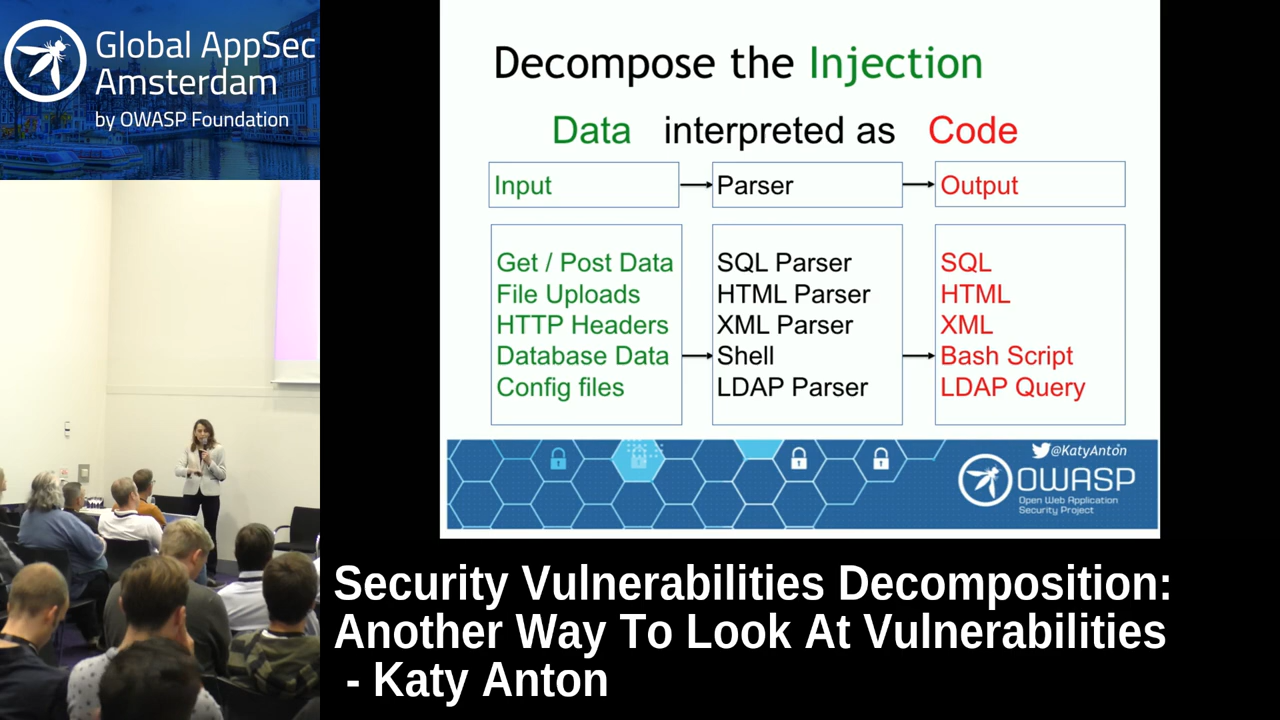 Global AppSec
Amsterdam
by OWASP Foundation
Decompose the Injection
Data interpreted as Code
Input
Parser
Output
Get / Post Data
File Uploads
HTTP Headers
Database Data
Config files
SQL Parser
HTML Parser
XML Parser
Shell
LDAP Parser
SQL
HTML
XML
Bash Script
LDAP Query
@KatyAnton
OWASP
Open Web Application
Security Project
Security Vulnerabilities Decomposition:
Another Way To Look At Vulnerabilities
- Katy Anton